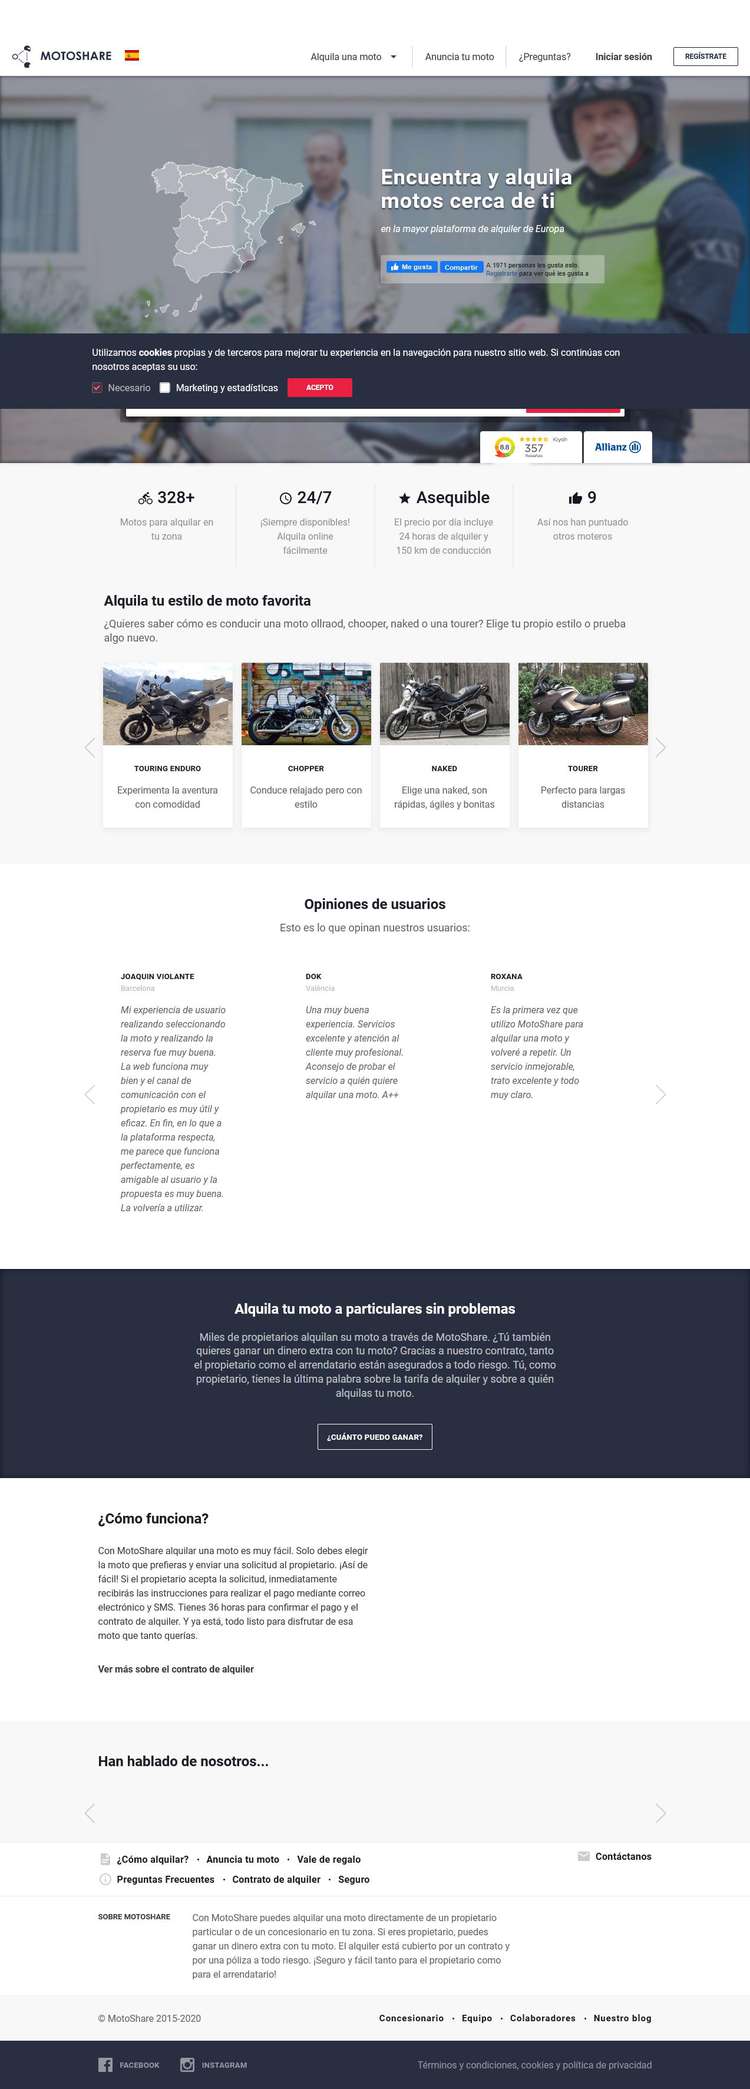 MOTOSHARE
Alquila una moto
Anuncia tu moto
¿Preguntas?
Iniciar sesión
REGÍSTRATE
Encuentra y alquila
motos cerca de ti
en la mayor plataforma de alquiler de Europa
Me gusta
Compartir
A 1971 personas les gusta esto.
Regístrate para ver qué les gusta a
Utilizamos cookies propias y de terceros para mejorar tu experiencia en la navegación para nuestro sitio web. Si continúas con
nosotros aceptas su uso:
Necesario
Marketing y estadísticas
ACEPTO
8.8
Kiyoh
357
Reseñas
Allianz
328+
Motos para alquilar en
tu zona
24/7
¡Siempre disponibles!
Alquila online
fácilmente
Asequible
El precio por día incluye
24 horas de alquiler y
150 km de conducción
9
Así nos han puntuado
otros moteros
Alquila tu estilo de moto favorita
¿Quieres saber cómo es conducir una moto ollraod, chooper, naked o una tourer? Elige tu propio estilo o prueba
algo nuevo.
TOURING ENDURO
Experimenta la aventura
con comodidad
CHOPPER
Conduce relajado pero con
estilo
NAKED
Elige una naked, son
rápidas, ágiles y bonitas
TOURER
Perfecto para largas
distancias
Opiniones de usuarios
Esto es lo que opinan nuestros usuarios:
JOAQUIN VIOLANTE
Barcelona
Mi experiencia de usuario
realizando seleccionando
la moto y realizando la
reserva fue muy buena.
La web funciona muy
bien y el canal de
comunicación con el
propietario es muy útil y
eficaz. En fin, en lo que a
la plataforma respecta,
me parece que funciona
perfectamente, es
amigable al usuario y la
propuesta es muy buena.
La volvería a utilizar.
DOK
València
Una muy buena
experiencia. Servicios
excelente y atención al
cliente muy profesional.
Aconsejo de probar el
servicio a quién quiere
alquilar una moto. A++
ROXANA
Murcia
Es la primera vez que
utilizo MotoShare para
alquilar una moto y
volveré a repetir. Un
servicio inmejorable,
trato excelente y todo
muy claro.
Alquila tu moto a particulares sin problemas
Miles de propietarios alquilan su moto a través de MotoShare. ¿Tú también
quieres ganar un dinero extra con tu moto? Gracias a nuestro contrato, tanto
el propietario como el arrendatario están asegurados a todo riesgo. Tú, como
propietario, tienes la última palabra sobre la tarifa de alquiler y sobre a quién
alquilas tu moto.
¿CUÁNTO PUEDO GANAR?
¿Cómo funciona?
Con MotoShare alquilar una moto es muy fácil. Solo debes elegir
la moto que prefieras y enviar una solicitud al propietario. ¡Así de
fácil! Si el propietario acepta la solicitud, inmediatamente
recibirás las instrucciones para realizar el pago mediante correo
electrónico y SMS. Tienes 36 horas para confirmar el pago y el
contrato de alquiler. Y ya está, todo listo para disfrutar de esa
moto que tanto querías.
Ver más sobre el contrato de alquiler
Han hablado de nosotros...
¿Cómo alquilar? • Anuncia tu moto • Vale de regalo
Contáctanos
Preguntas Frecuentes • Contrato de alquiler • Seguro
SOBRE MOTOSHARE
Con MotoShare puedes alquilar una moto directamente de un propietario
particular o de un concesionario en tu zona. Si eres propietario, puedes
ganar un dinero extra con tu moto. El alquiler está cubierto por un contrato y
por una póliza a todo riesgo. ¡Seguro y fácil tanto para el propietario como
para el arrendatario!
© MotoShare 2015-2020
Concesionario • Equipo • Colaboradores • Nuestro blog
FACEBOOK
INSTAGRAM
Términos y condiciones, cookies y política de privacidad